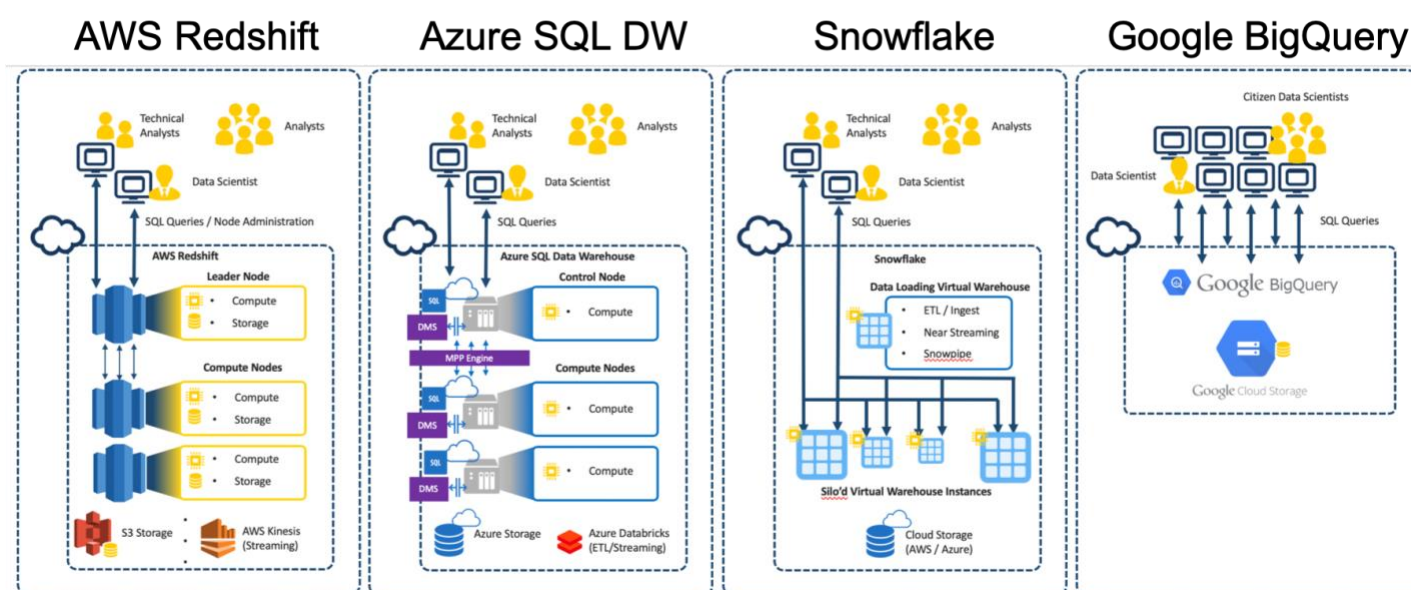 AWS Redshift
Technical
Analysts
Analysts
Data Scientist
SQL Queries / Node Administration
AWS Redshift
Leader Node
• Compute
• Storage
Compute Nodes
• Compute
• Storage
• Compute
• Storage
S3 Storage
•
•
•
AWS Kinesis
(Streaming)
Azure SQL DW
Technical
Analysts
Analysts
Data Scientist
SQL Queries
Azure SQL Data Warehouse
Control Node
SQL
DMS
• Compute
MPP Engine
Compute Nodes
SQL
DMS
• Compute
SQL
DMS
• Compute
Azure Storage
Azure Databricks
(ETL/Streaming)
Snowflake
Technical
Analysts
Analysts
Data Scientist
SQL Queries
Snowflake
Data Loading Virtual Warehouse
• ETL / Ingest
• Near Streaming
• Snowpipe
Silo'd Virtual Warehouse Instances
Cloud Storage
(AWS / Azure)
Google BigQuery
Citizen Data Scientists
Data Scientist
SQL Queries
Google BigQuery
Google Cloud Storage